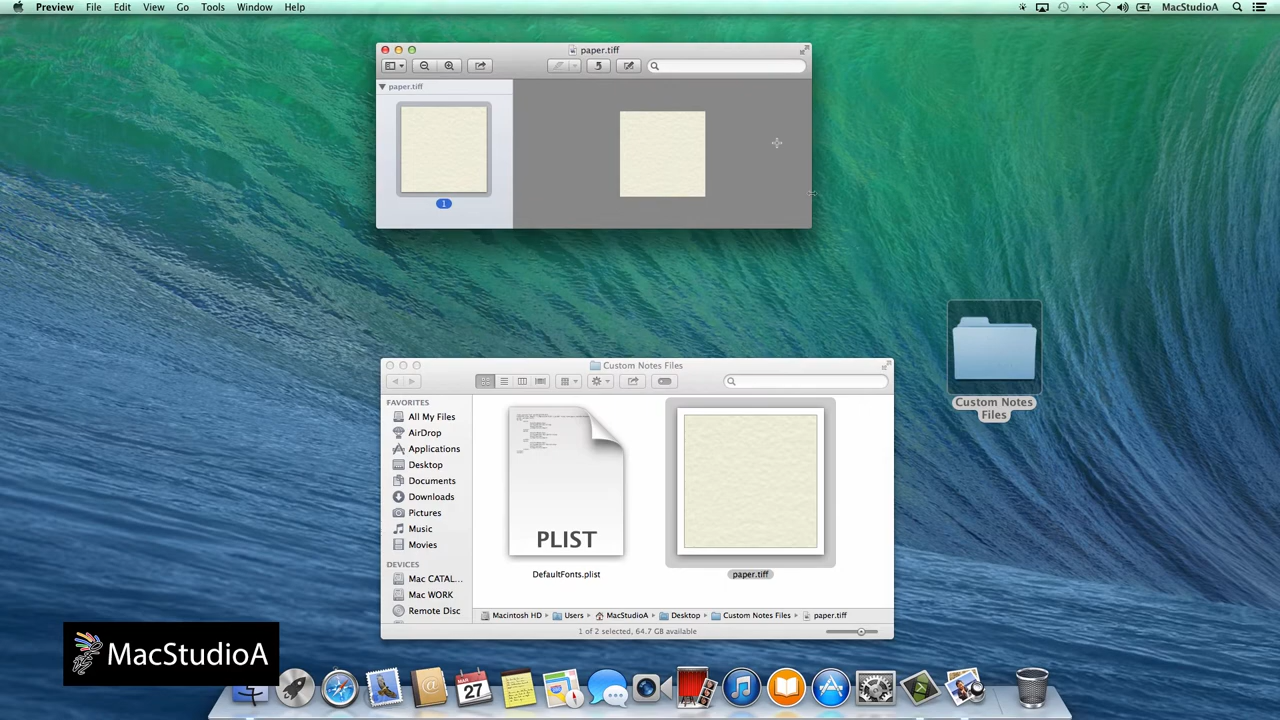 Preview File Edit View Go Tools Window Help
MacStudioA
paper.tiff
paper.tiff
1
Custom Notes Files
FAVORITES
All My Files
AirDrop
Applications
Desktop
Documents
Downloads
Pictures
Music
Movies
DEVICES
Mac CATAL...
Mac WORK
Remote Disc
PLIST
DefaultFonts.plist
paper.tiff
Macintosh HD Users MacStudioA Desktop Custom Notes Files paper.tiff
1 of 2 selected, 64.7 GB available
Custom Notes
Files
MacStudioA
MAR
27